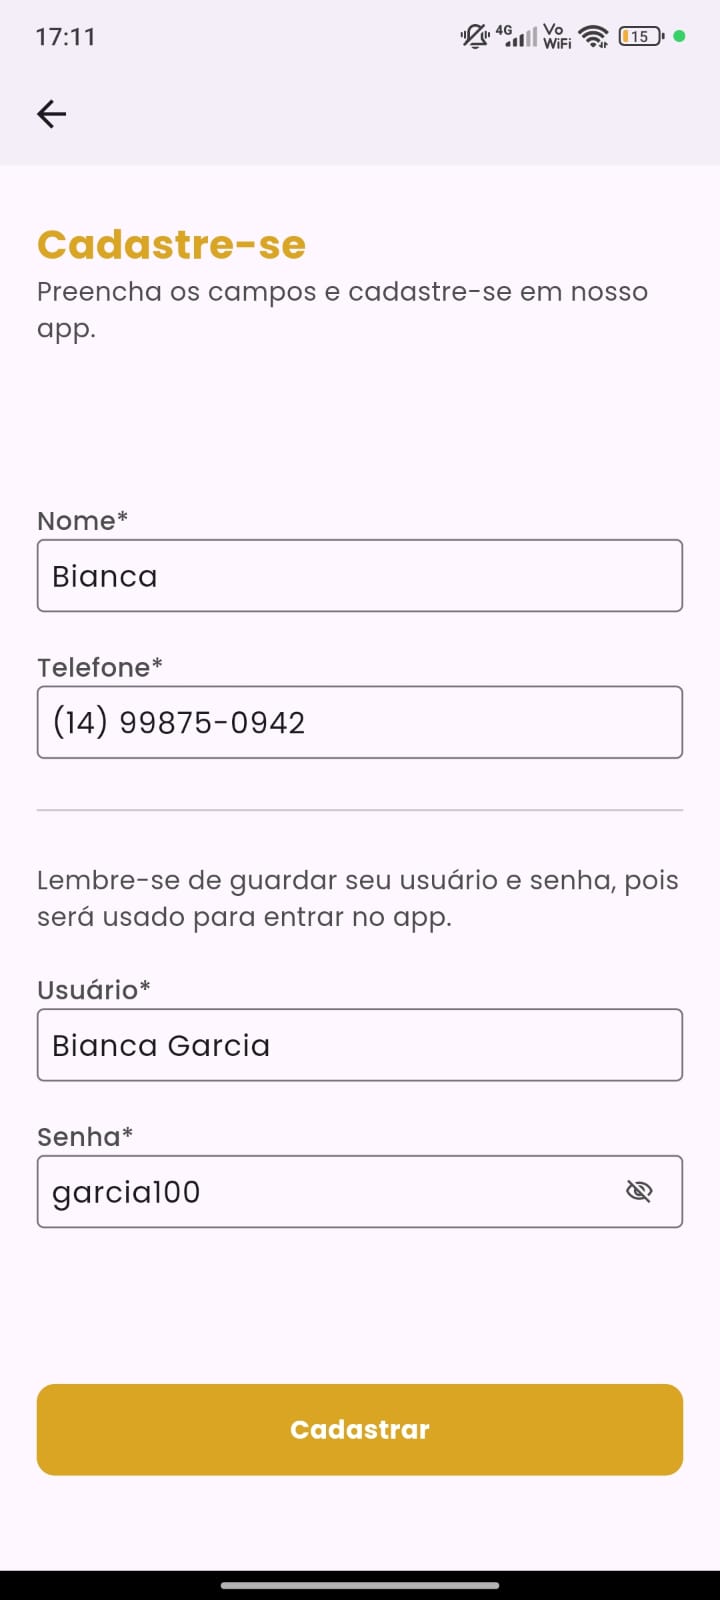 17:11
4G
Vo
WiFi
15
Cadastre-se
Preencha os campos e cadastre-se em nosso
app.
Nome*
Bianca
Telefone*
(14) 99875-0942
Lembre-se de guardar seu usuário e senha, pois
será usado para entrar no app.
Usuário*
Bianca Garcia
Senha*
garcia100
Cadastrar